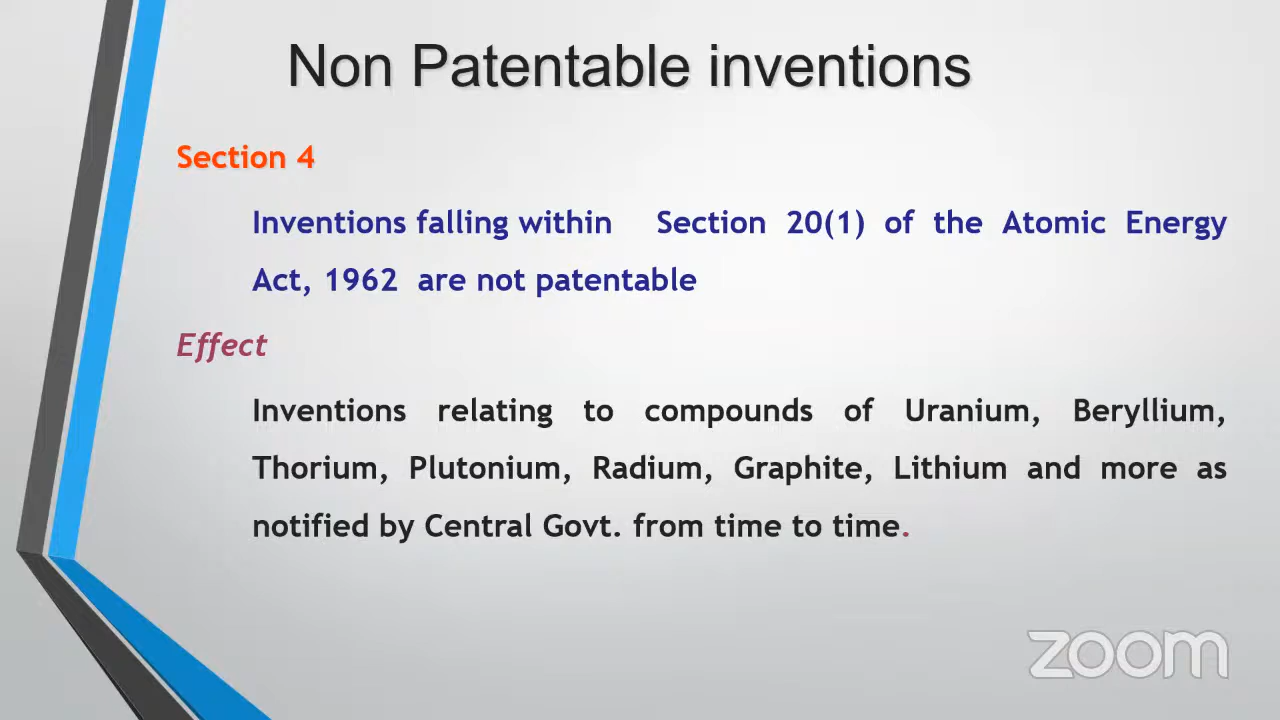 Non Patentable inventions
Section 4
Inventions falling within Section 20(1) of the Atomic Energy
Act, 1962 are not patentable
Effect
Inventions relating to compounds of Uranium, Beryllium,
Thorium, Plutonium, Radium, Graphite, Lithium and more as
notified by Central Govt. from time to time.
zoom